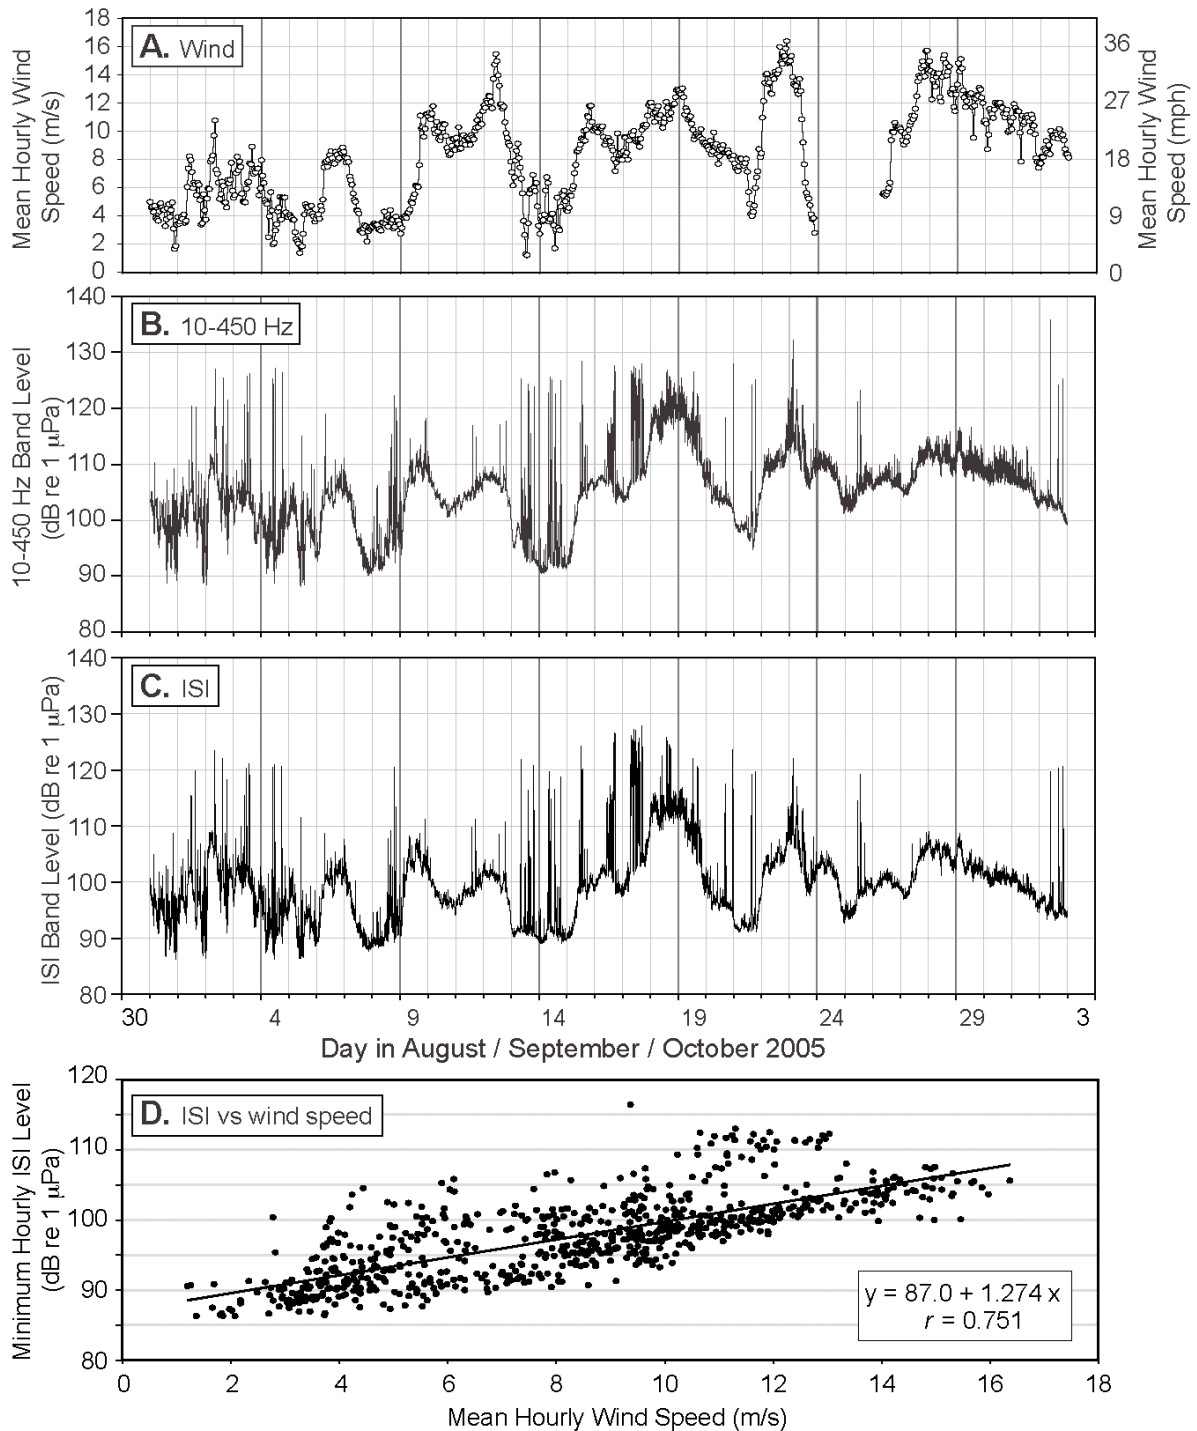 A. Wind
Mean Hourly Wind
Speed (m/s)
18
16
14
12
10
8
6
4
2
0
36
27
18
9
0
Mean Hourly Wind
Speed (mph)
B. 10-450 Hz
10-450 Hz Band Level
(dB re 1 μPa)
140
130
120
110
100
90
80
C. ISI
ISI Band Level (dB re 1 μPa)
140
130
120
110
100
90
80
30 4 9 14 19 24 29 3
Day in August / September / October 2005
D. ISI vs wind speed
Minimum Hourly ISI Level
(dB re 1 μPa)
120
110
100
90
80
y = 87.0 + 1.274 x
r = 0.751
0 2 4 6 8 10 12 14 16 18
Mean Hourly Wind Speed (m/s)